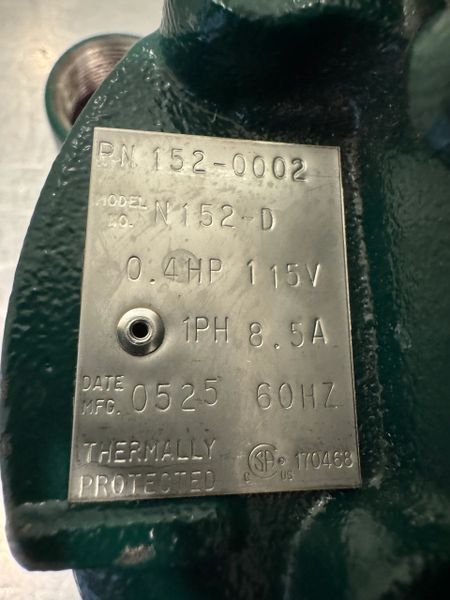 PN 152-0002
MODEL NO. N152-D
0.4HP 115V
1PH 8.5A
DATE MFG. 0525 60HZ
THERMALLY PROTECTED
C SA US 170468